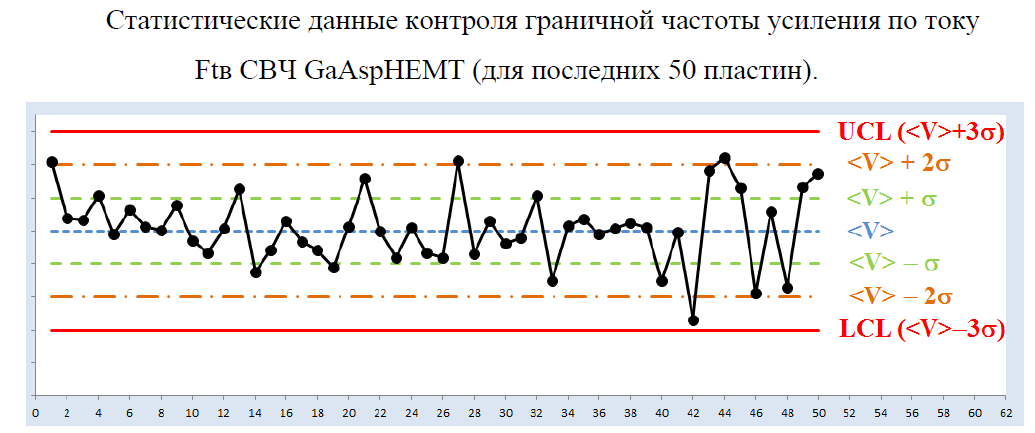 Статистические данные контроля граничной частоты усиления по току
Ftв СВЧ GaAspHEMT (для последних 50 пластин).
UCL (<V>+3σ)
<V> + 2σ
<V> + σ
<V>
<V> – σ
<V> – 2σ
LCL (<V>–3σ)
0 2 4 6 8 10 12 14 16 18 20 22 24 26 28 30 32 34 36 38 40 42 44 46 48 50 52 54 56 58 60 62